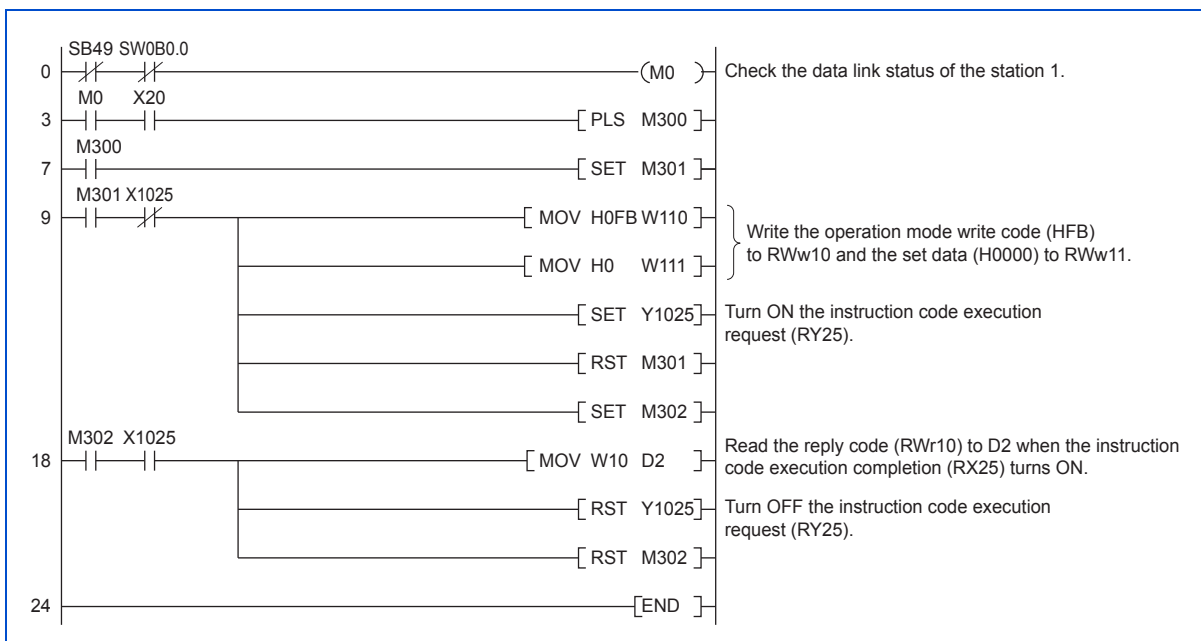 SB49 SW0B0.0
0 (M0 ) Check the data link status of the station 1.
M0 X20
3 [ PLS M300 ]
M300
7 [ SET M301 ]
M301 X1025
9 [ MOV H0FB W110 ]
Write the operation mode write code (HFB)
to RWw10 and the set data (H0000) to RWw11.
[ MOV H0 W111 ]
[ SET Y1025 ] Turn ON the instruction code execution
request (RY25).
[ RST M301 ]
[ SET M302 ]
M302 X1025
18 [ MOV W10 D2 ] Read the reply code (RWr10) to D2 when the instruction
code execution completion (RX25) turns ON.
[ RST Y1025 ] Turn OFF the instruction code execution
request (RY25).
[ RST M302 ]
24 [ END ]